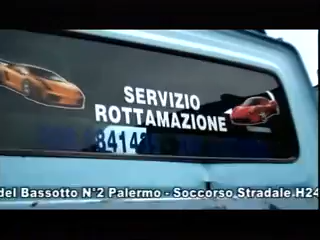 SERVIZIO
ROTTAMAZIONE
8414
del Bassotto N°2 Palermo - Soccorso Stradale H24